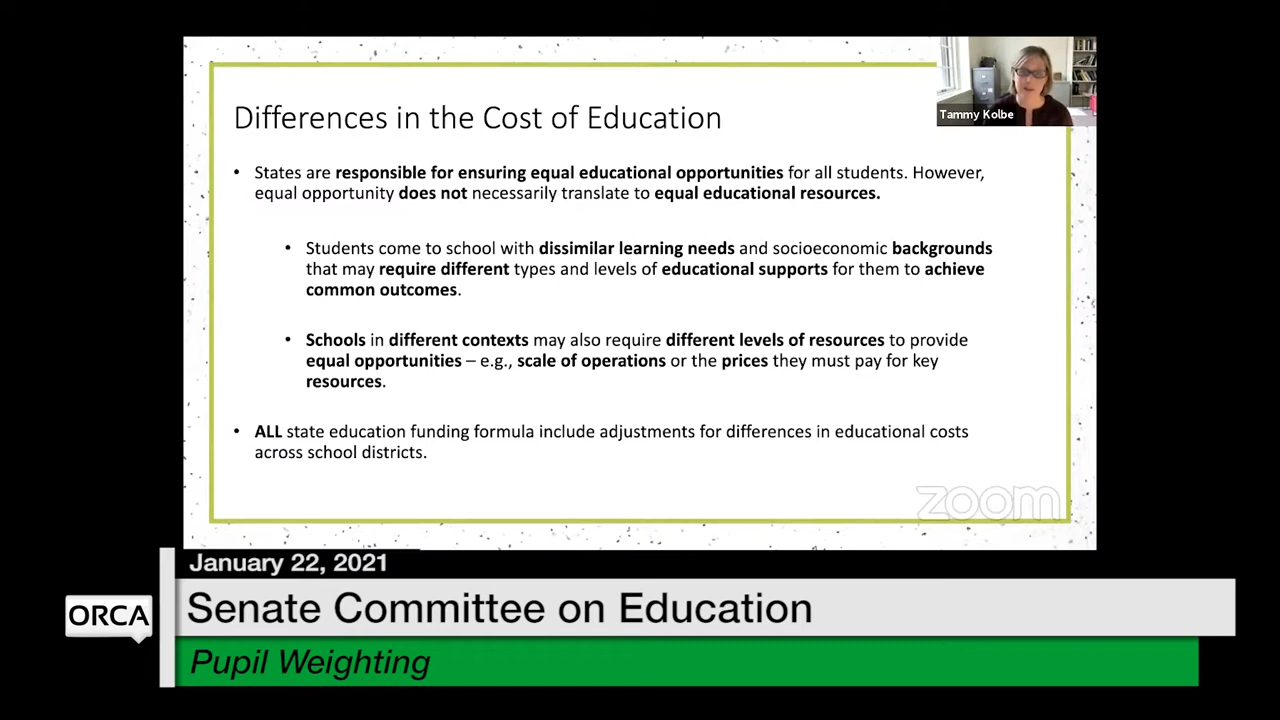 Differences in the Cost of Education
Tammy Kolbe
• States are responsible for ensuring equal educational opportunities for all students. However,
equal opportunity does not necessarily translate to equal educational resources.
• Students come to school with dissimilar learning needs and socioeconomic backgrounds
that may require different types and levels of educational supports for them to achieve
common outcomes.
• Schools in different contexts may also require different levels of resources to provide
equal opportunities – e.g., scale of operations or the prices they must pay for key
resources.
• ALL state education funding formula include adjustments for differences in educational costs
across school districts.
zoom
January 22, 2021
ORCA
Senate Committee on Education
Pupil Weighting